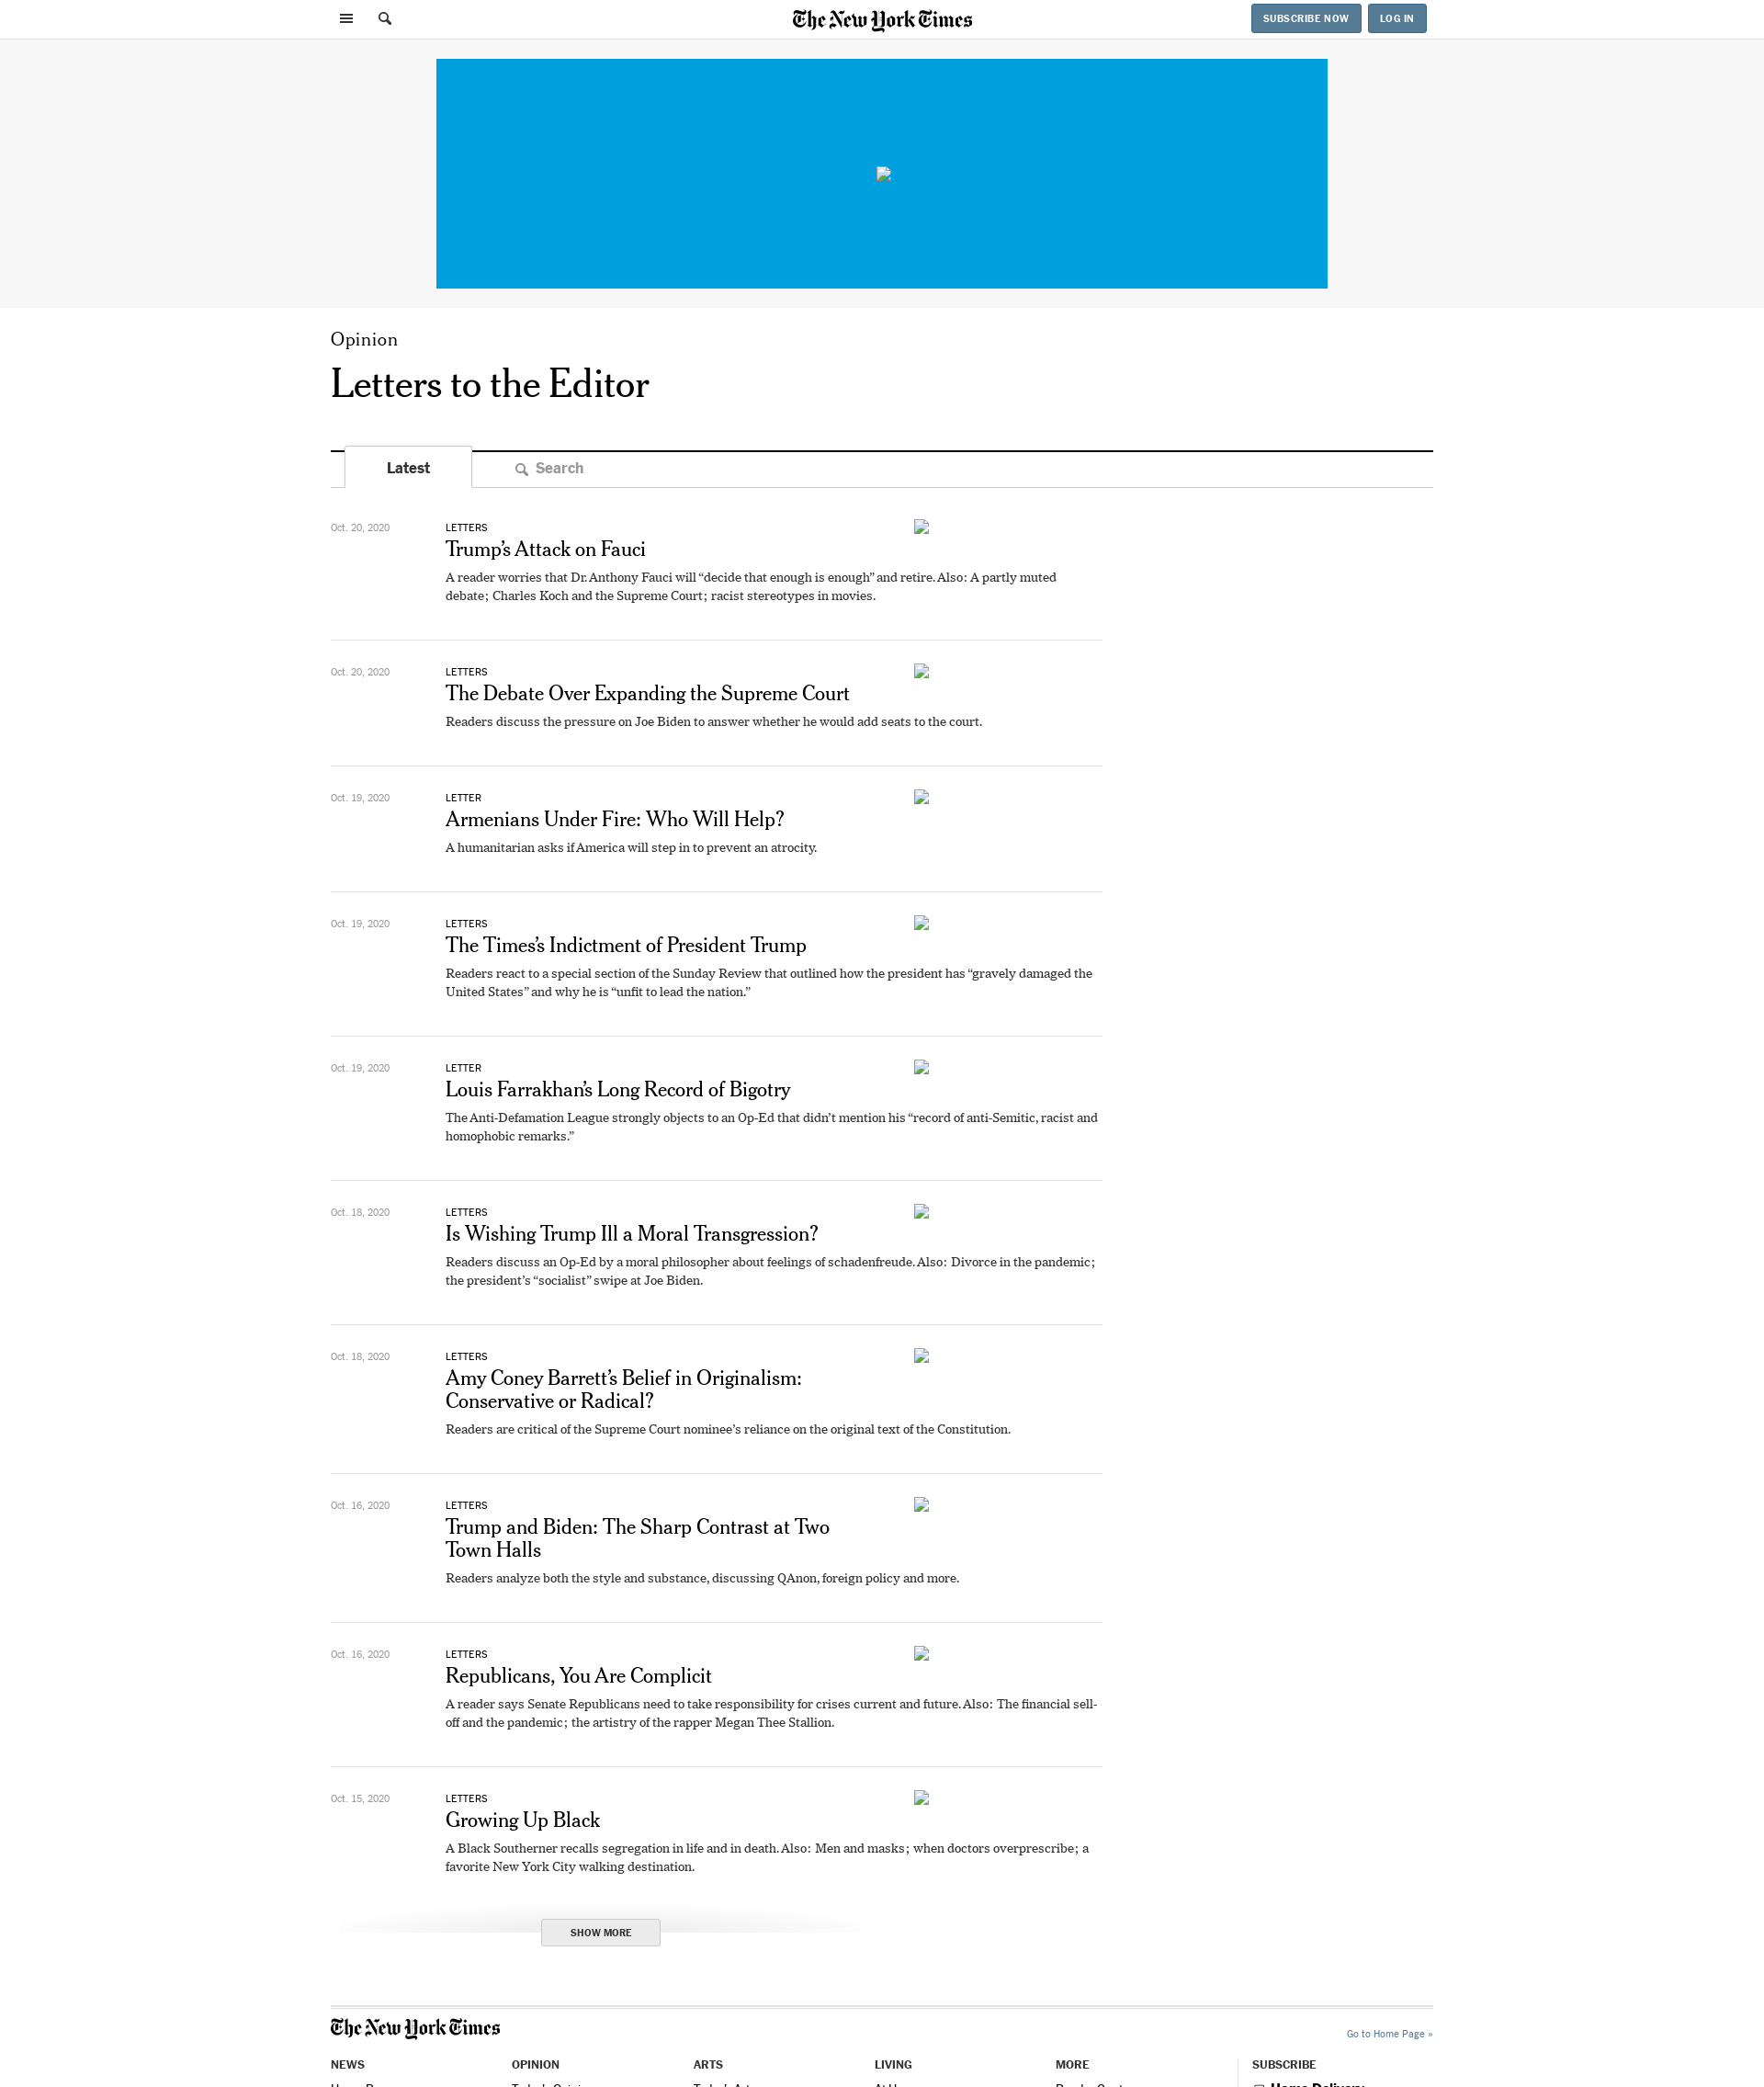 The New York Times
SUBSCRIBE NOW
LOG IN
Opinion
Letters to the Editor
Latest
Search
Oct. 20, 2020
LETTERS
Trump’s Attack on Fauci
A reader worries that Dr. Anthony Fauci will “decide that enough is enough” and retire. Also: A partly muted
debate; Charles Koch and the Supreme Court; racist stereotypes in movies.
Oct. 20, 2020
LETTERS
The Debate Over Expanding the Supreme Court
Readers discuss the pressure on Joe Biden to answer whether he would add seats to the court.
Oct. 19, 2020
LETTER
Armenians Under Fire: Who Will Help?
A humanitarian asks if America will step in to prevent an atrocity.
Oct. 19, 2020
LETTERS
The Times’s Indictment of President Trump
Readers react to a special section of the Sunday Review that outlined how the president has “gravely damaged the
United States” and why he is “unfit to lead the nation.”
Oct. 19, 2020
LETTER
Louis Farrakhan’s Long Record of Bigotry
The Anti-Defamation League strongly objects to an Op-Ed that didn’t mention his “record of anti-Semitic, racist and
homophobic remarks.”
Oct. 18, 2020
LETTERS
Is Wishing Trump Ill a Moral Transgression?
Readers discuss an Op-Ed by a moral philosopher about feelings of schadenfreude. Also: Divorce in the pandemic;
the president’s “socialist” swipe at Joe Biden.
Oct. 18, 2020
LETTERS
Amy Coney Barrett’s Belief in Originalism:
Conservative or Radical?
Readers are critical of the Supreme Court nominee’s reliance on the original text of the Constitution.
Oct. 16, 2020
LETTERS
Trump and Biden: The Sharp Contrast at Two
Town Halls
Readers analyze both the style and substance, discussing QAnon, foreign policy and more.
Oct. 16, 2020
LETTERS
Republicans, You Are Complicit
A reader says Senate Republicans need to take responsibility for crises current and future. Also: The financial sell-
off and the pandemic; the artistry of the rapper Megan Thee Stallion.
Oct. 15, 2020
LETTERS
Growing Up Black
A Black Southerner recalls segregation in life and in death. Also: Men and masks; when doctors overprescribe; a
favorite New York City walking destination.
SHOW MORE
The New York Times
Go to Home Page »
NEWS
OPINION
ARTS
LIVING
MORE
SUBSCRIBE
Home Delivery